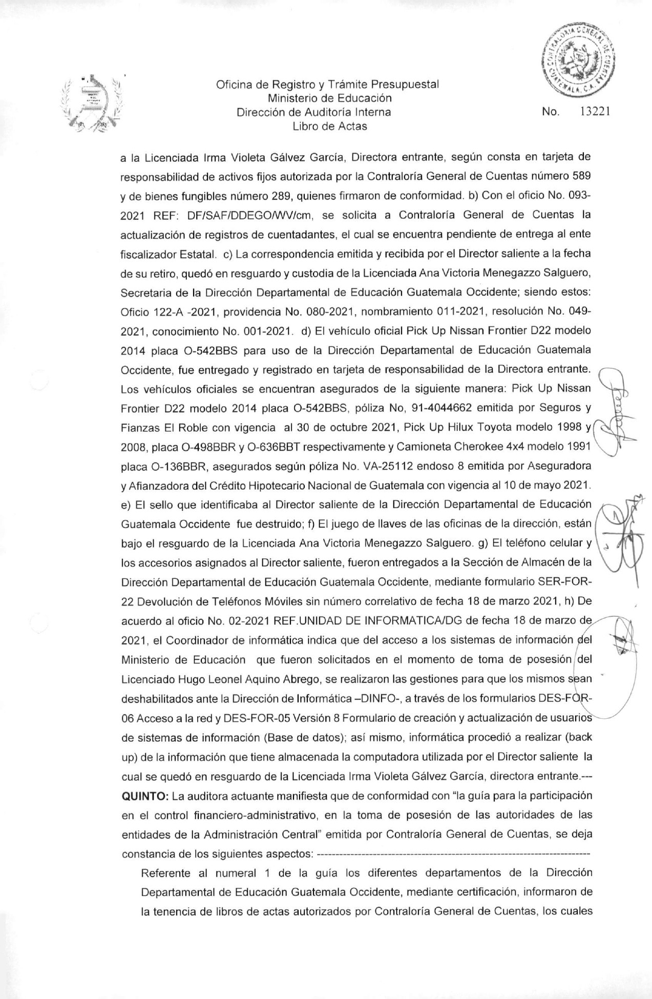 CONTRALORIA GENERAL DE CUENTAS
GUATEMALA, C.A.
Oficina de Registro y Trámite Presupuestal
Ministerio de Educación
Dirección de Auditoría Interna
No. 13221
Libro de Actas
a la Licenciada Irma Violeta Gálvez García, Directora entrante, según consta en tarjeta de
responsabilidad de activos fijos autorizada por la Contraloría General de Cuentas número 589
y de bienes fungibles número 289, quienes firmaron de conformidad. b) Con el oficio No. 093-
2021 REF: DF/SAF/DDEGO/WV/cm, se solicita a Contraloría General de Cuentas la
actualización de registros de cuentadantes, el cual se encuentra pendiente de entrega al ente
fiscalizador Estatal. c) La correspondencia emitida y recibida por el Director saliente a la fecha
de su retiro, quedó en resguardo y custodia de la Licenciada Ana Victoria Menegazzo Salguero,
Secretaria de la Dirección Departamental de Educación Guatemala Occidente; siendo estos:
Oficio 122-A -2021, providencia No. 080-2021, nombramiento 011-2021, resolución No. 049-
2021, conocimiento No. 001-2021. d) El vehículo oficial Pick Up Nissan Frontier D22 modelo
2014 placa O-542BBS para uso de la Dirección Departamental de Educación Guatemala
Occidente, fue entregado y registrado en tarjeta de responsabilidad de la Directora entrante.
Los vehículos oficiales se encuentran asegurados de la siguiente manera: Pick Up Nissan
Frontier D22 modelo 2014 placa O-542BBS, póliza No, 91-4044662 emitida por Seguros y
Fianzas El Roble con vigencia al 30 de octubre 2021, Pick Up Hilux Toyota modelo 1998 y
2008, placa O-498BBR y O-636BBT respectivamente y Camioneta Cherokee 4x4 modelo 1991
placa O-136BBR, asegurados según póliza No. VA-25112 endoso 8 emitida por Aseguradora
y Afianzadora del Crédito Hipotecario Nacional de Guatemala con vigencia al 10 de mayo 2021.
e) El sello que identificaba al Director saliente de la Dirección Departamental de Educación
Guatemala Occidente fue destruido; f) El juego de llaves de las oficinas de la dirección, están
bajo el resguardo de la Licenciada Ana Victoria Menegazzo Salguero. g) El teléfono celular y
los accesorios asignados al Director saliente, fueron entregados a la Sección de Almacén de la
Dirección Departamental de Educación Guatemala Occidente, mediante formulario SER-FOR-
22 Devolución de Teléfonos Móviles sin número correlativo de fecha 18 de marzo 2021, h) De
acuerdo al oficio No. 02-2021 REF.UNIDAD DE INFORMATICA/DG de fecha 18 de marzo de
2021, el Coordinador de informática indica que del acceso a los sistemas de información del
Ministerio de Educación que fueron solicitados en el momento de toma de posesión del
Licenciado Hugo Leonel Aquino Abrego, se realizaron las gestiones para que los mismos sean
deshabilitados ante la Dirección de Informática –DINFO-, a través de los formularios DES-FOR-
06 Acceso a la red y DES-FOR-05 Versión 8 Formulario de creación y actualización de usuarios
de sistemas de información (Base de datos); así mismo, informática procedió a realizar (back
up) de la información que tiene almacenada la computadora utilizada por el Director saliente la
cual se quedó en resguardo de la Licenciada Irma Violeta Gálvez García, directora entrante.---
QUINTO: La auditora actuante manifiesta que de conformidad con “la guía para la participación
en el control financiero-administrativo, en la toma de posesión de las autoridades de las
entidades de la Administración Central” emitida por Contraloría General de Cuentas, se deja
constancia de los siguientes aspectos: --------------------------------------------------------------------------
Referente al numeral 1 de la guía los diferentes departamentos de la Dirección
Departamental de Educación Guatemala Occidente, mediante certificación, informaron de
la tenencia de libros de actas autorizados por Contraloría General de Cuentas, los cuales